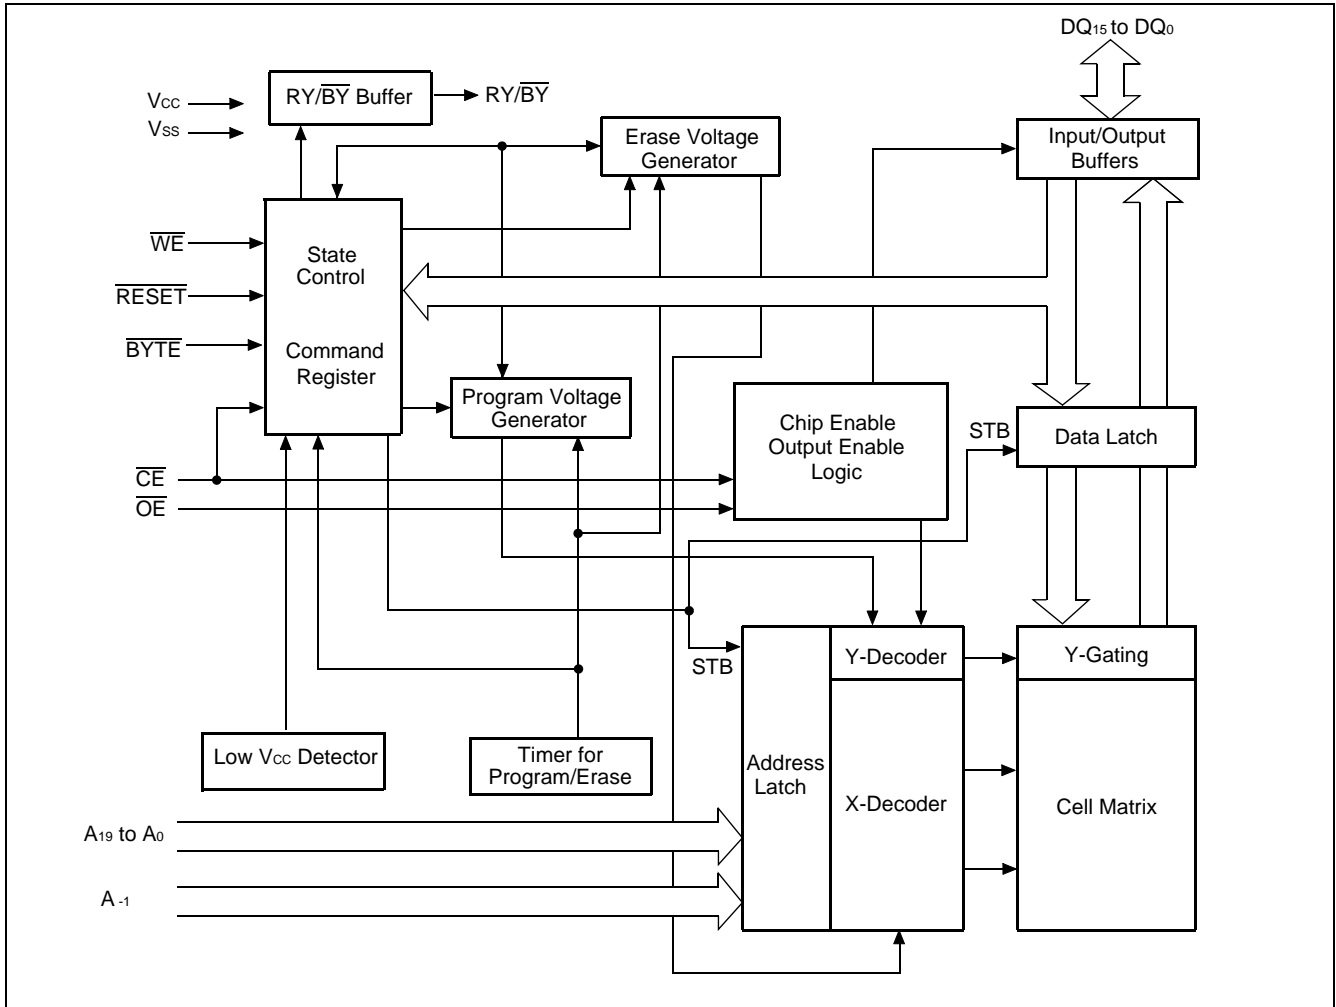 DQ15 to DQ0
VCC
VSS
RY/BY Buffer
RY/BY
Erase Voltage
Generator
Input/Output
Buffers
WE
RESET
BYTE
State
Control
Command
Register
Program Voltage
Generator
Chip Enable
Output Enable
Logic
STB
Data Latch
CE
OE
STB
Y-Decoder
Y-Gating
Low VCC Detector
Timer for
Program/Erase
Address
Latch
X-Decoder
Cell Matrix
A19 to A0
A -1